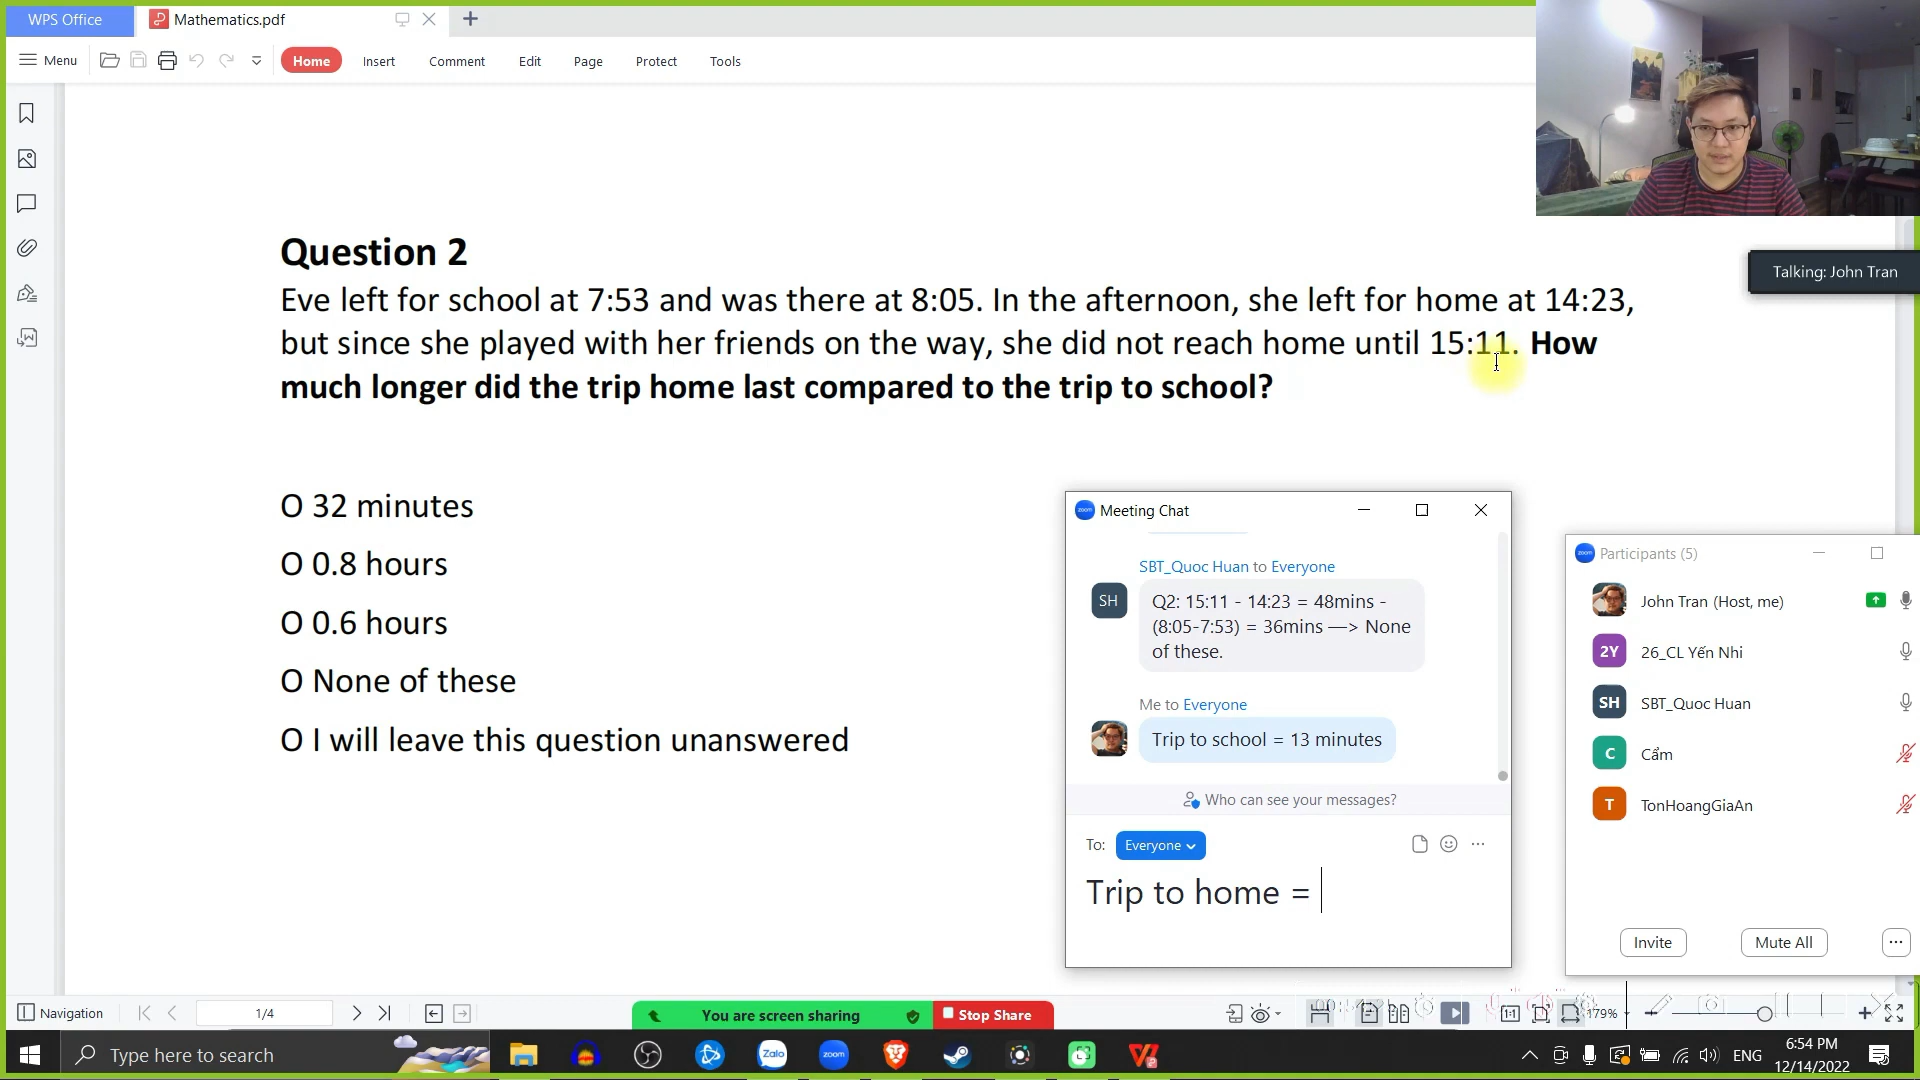 WPS Office
Mathematics.pdf
Menu
Home
Insert
Comment
Edit
Page
Protect
Tools
Talking: John Tran
Question 2
Eve left for school at 7:53 and was there at 8:05. In the afternoon, she left for home at 14:23,
but since she played with her friends on the way, she did not reach home until 15:11. How
much longer did the trip home last compared to the trip to school?
O 32 minutes
O 0.8 hours
O 0.6 hours
O None of these
O I will leave this question unanswered
zoom
Meeting Chat
SBT_Quoc Huan to Everyone
SH
Q2: 15:11 - 14:23 = 48mins -
(8:05-7:53) = 36mins —> None
of these.
Me to Everyone
Trip to school = 13 minutes
Who can see your messages?
To: Everyone
Trip to home =
zoom
Participants (5)
John Tran (Host, me)
2Y
26_CL Yến Nhi
SH
SBT_Quoc Huan
C
Cẩm
T
TonHoangGiaAn
Invite
Mute All
Navigation
1/4
You are screen sharing
Stop Share
1:1
179%
Type here to search
Zalo
zoom
ENG
6:54 PM
12/14/2022